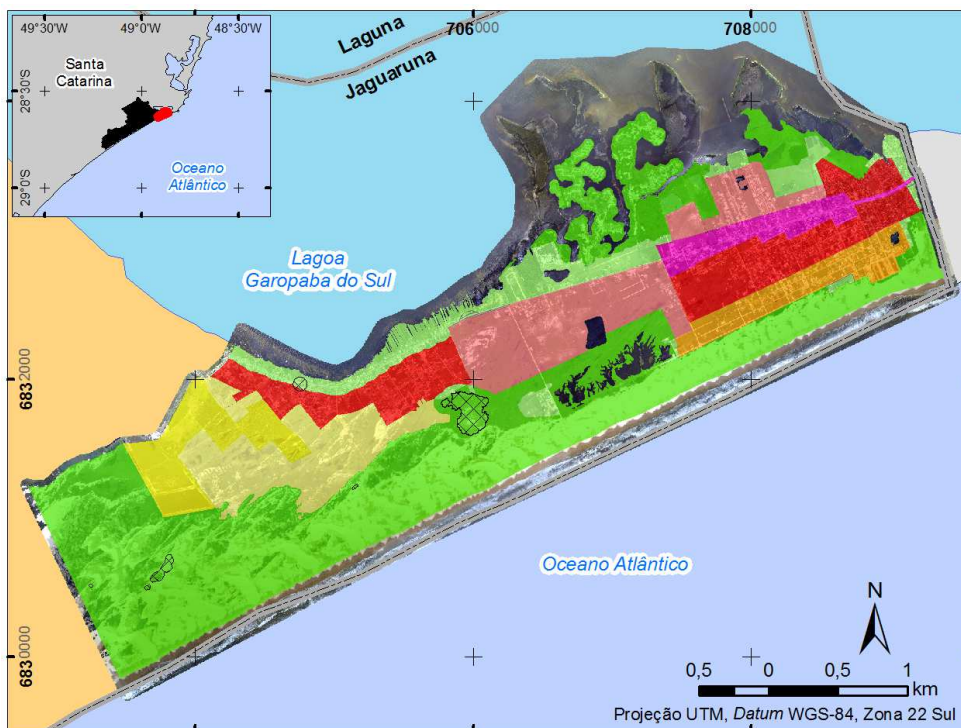 49°30'W
49°0'W
48°30'W
28°30'S
29°0'S
Santa
Catarina
Oceano
Atlântico
706000
708000
Laguna
Jaguaruna
Lagoa
Garopaba do Sul
6832000
6830000
Oceano Atlântico
N
0,5 0 0,5 1
km
Projeção UTM, Datum WGS-84, Zona 22 Sul